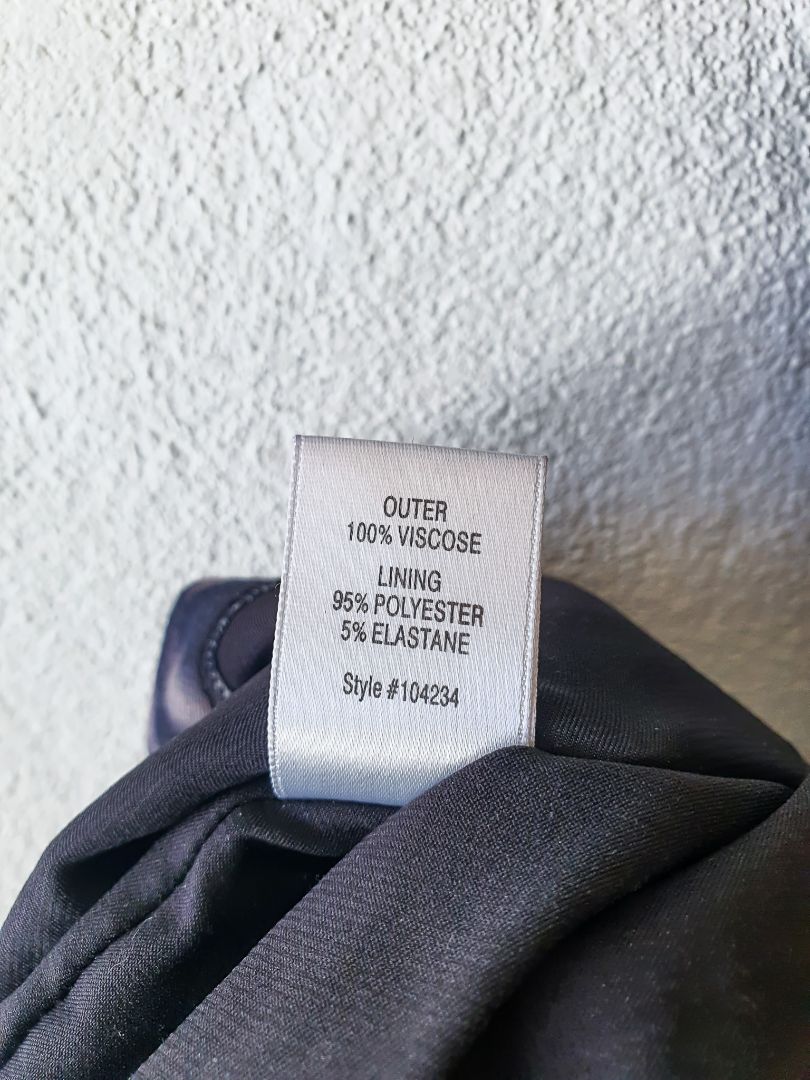 OUTER
100% VISCOSE
LINING
95% POLYESTER
5% ELASTANE
Style #104234